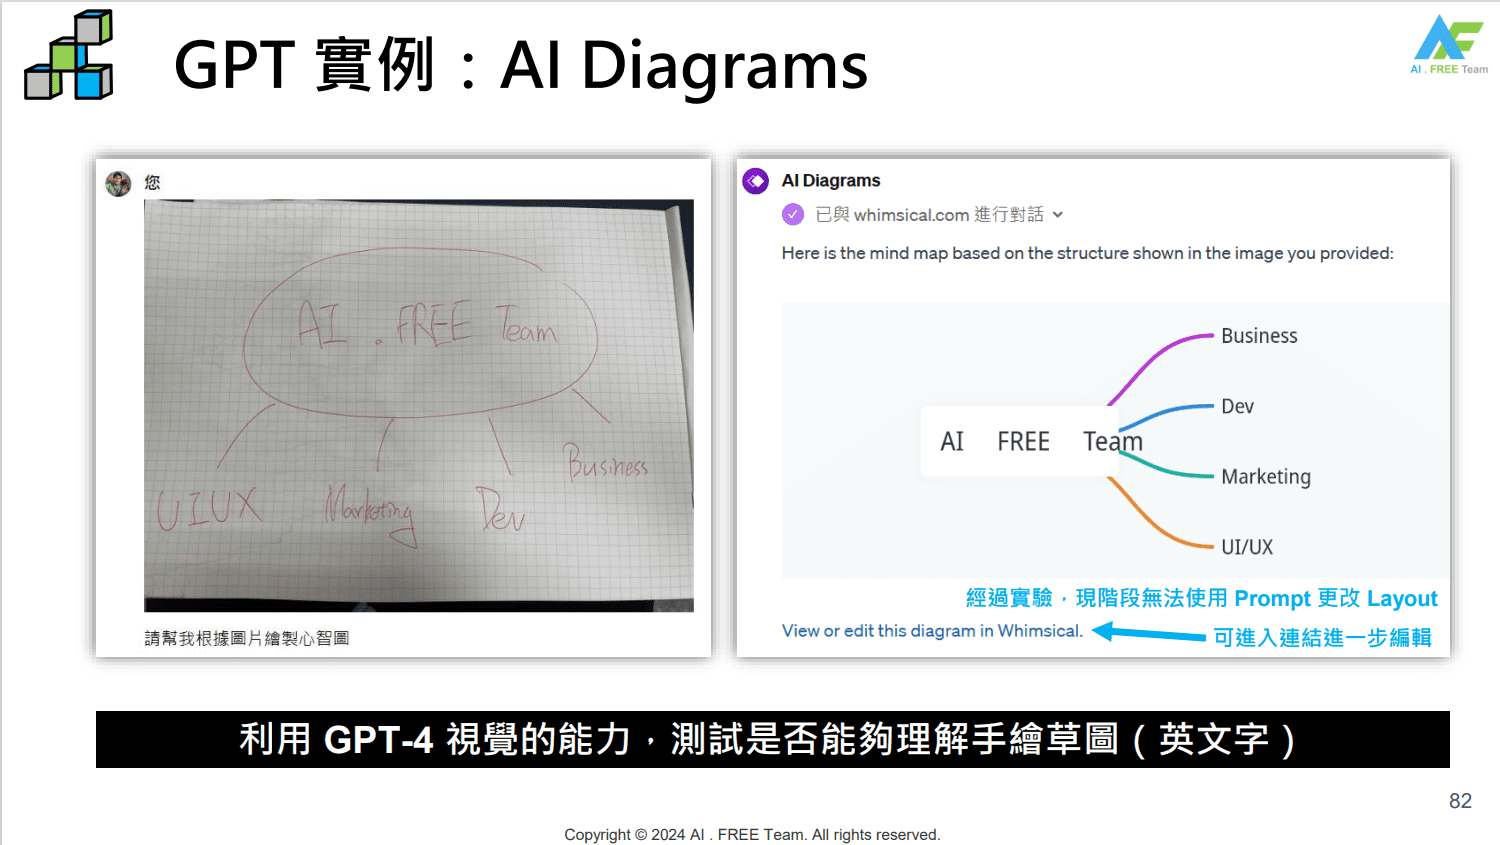 GPT 實例：AI Diagrams
AI . FREE Team
您
AI . FREE Team
Business
UIUX Marketing Dev
請幫我根據圖片繪製心智圖
AI Diagrams
已與 whimsical.com 進行對話
Here is the mind map based on the structure shown in the image you provided:
Business
Dev
AI FREE Team
Marketing
UI/UX
經過實驗，現階段無法使用 Prompt 更改 Layout
View or edit this diagram in Whimsical.
可進入連結進一步編輯
利用 GPT-4 視覺的能力，測試是否能夠理解手繪草圖（英文字）
82
Copyright © 2024 AI . FREE Team. All rights reserved.